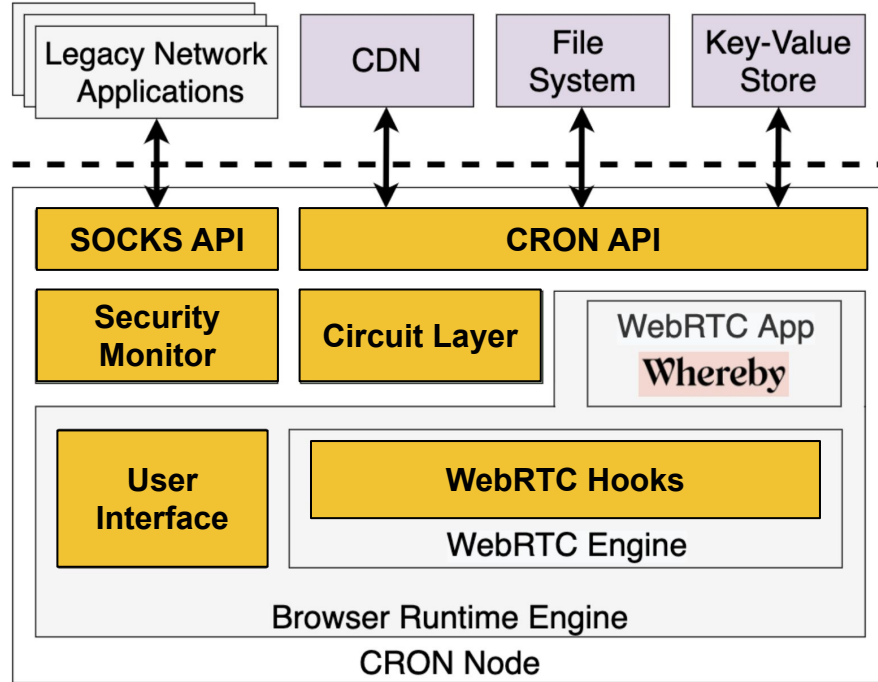 Legacy Network
Applications
CDN
File
System
Key-Value
Store
SOCKS API
CRON API
Security
Monitor
Circuit Layer
WebRTC App
Whereby
User
Interface
WebRTC Hooks
WebRTC Engine
Browser Runtime Engine
CRON Node